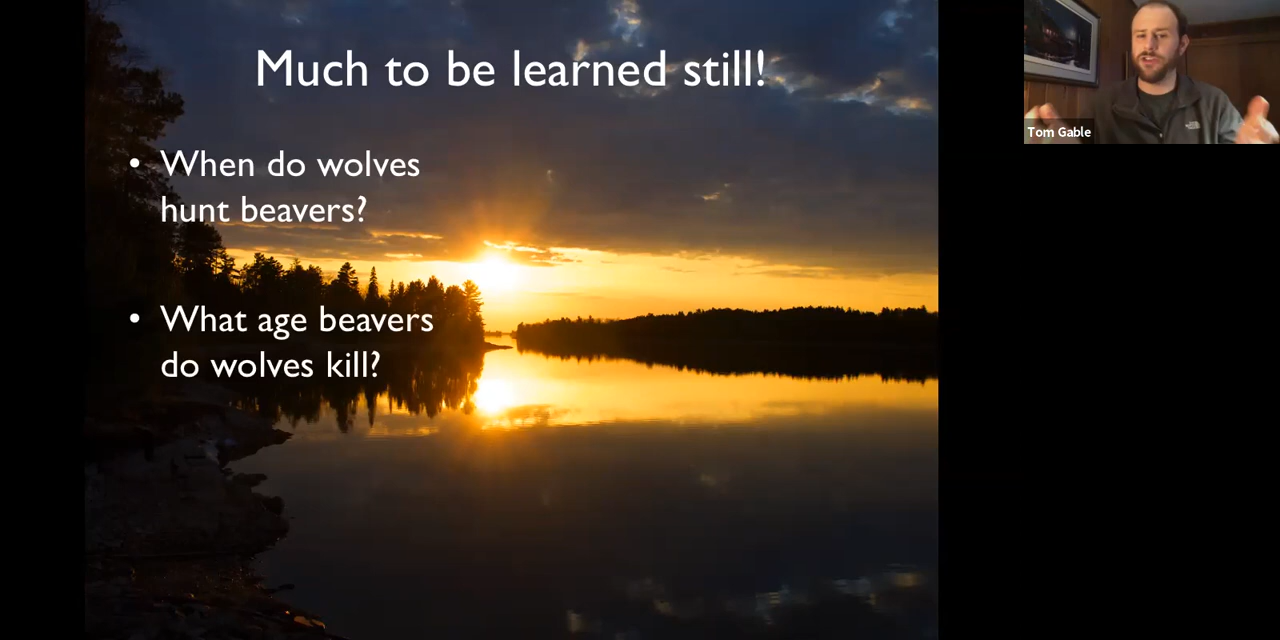 Much to be learned still!
• When do wolves
hunt beavers?
• What age beavers
do wolves kill?
Tom Gable